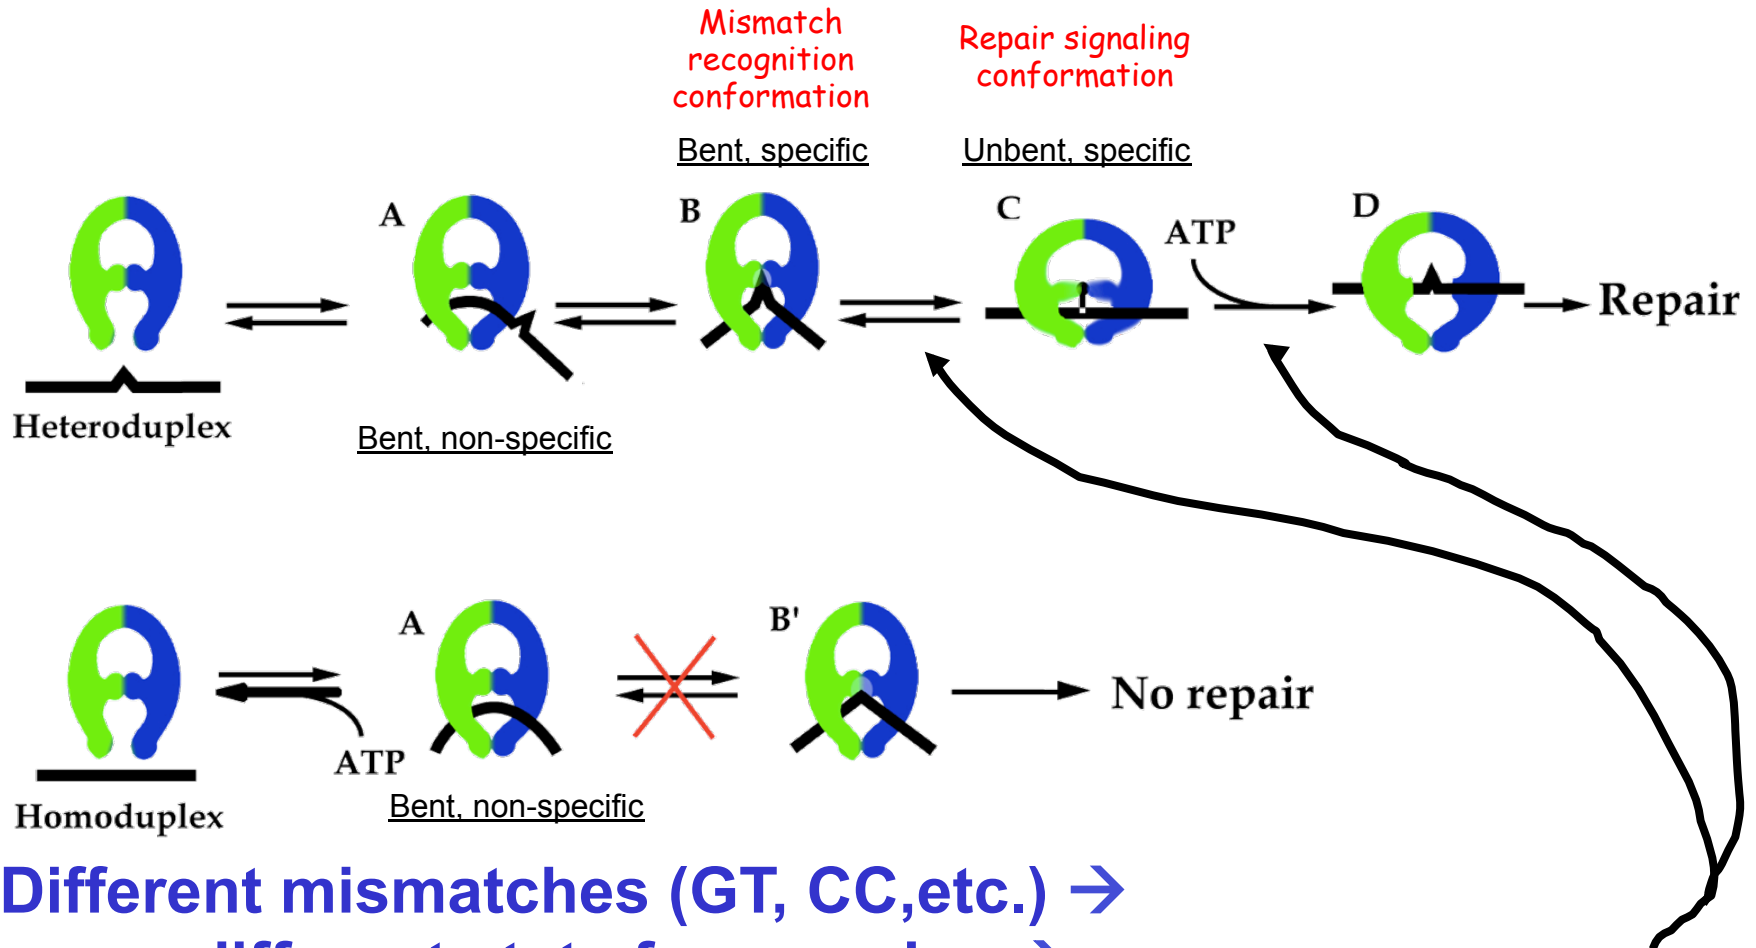 Mismatch
recognition
conformation
Repair signaling
conformation
Bent, specific
Unbent, specific
A
B
C
D
ATP
Repair
Heteroduplex
Bent, non-specific
A
B'
No repair
ATP
Homoduplex
Bent, non-specific
Different mismatches (GT, CC,etc.) →